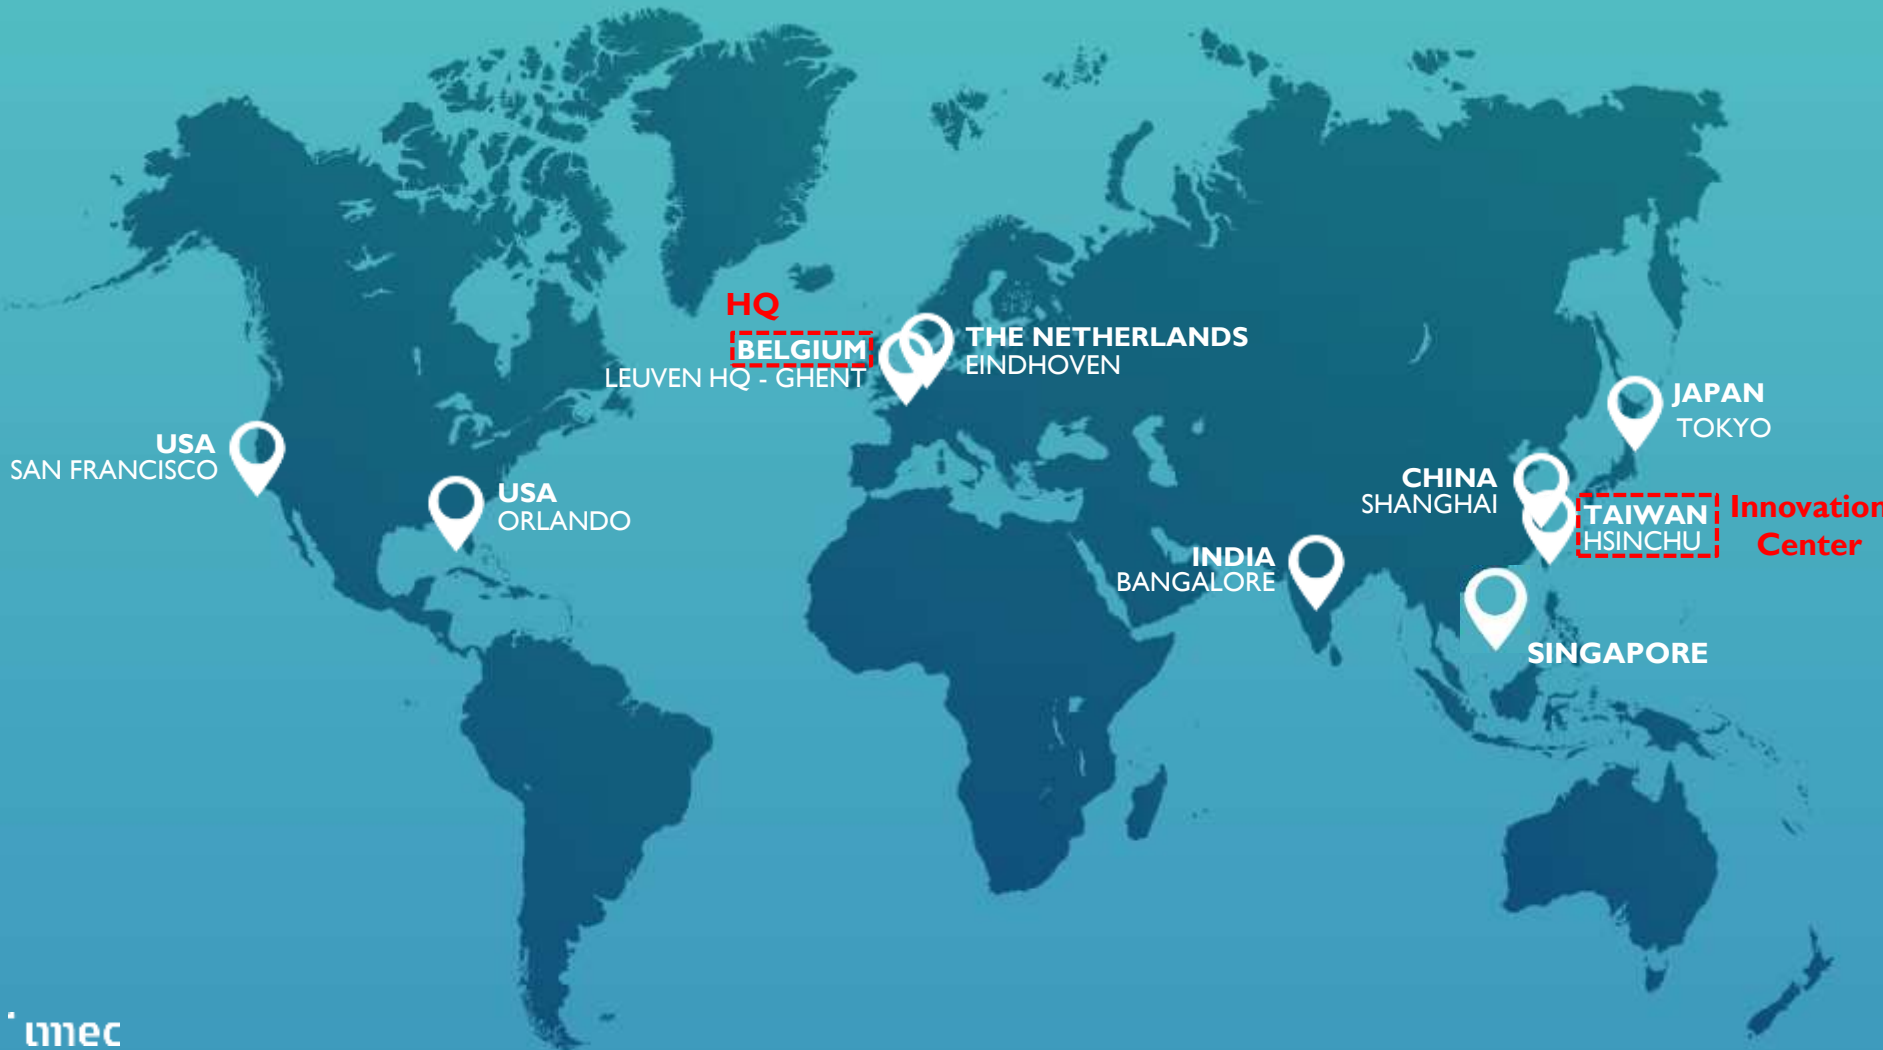 HQ
BELGIUM
LEUVEN HQ - GHENT
THE NETHERLANDS
EINDHOVEN
JAPAN
TOKYO
USA
SAN FRANCISCO
USA
ORLANDO
CHINA
SHANGHAI
TAIWAN
HSINCHU
Innovation
Center
INDIA
BANGALORE
SINGAPORE
imec